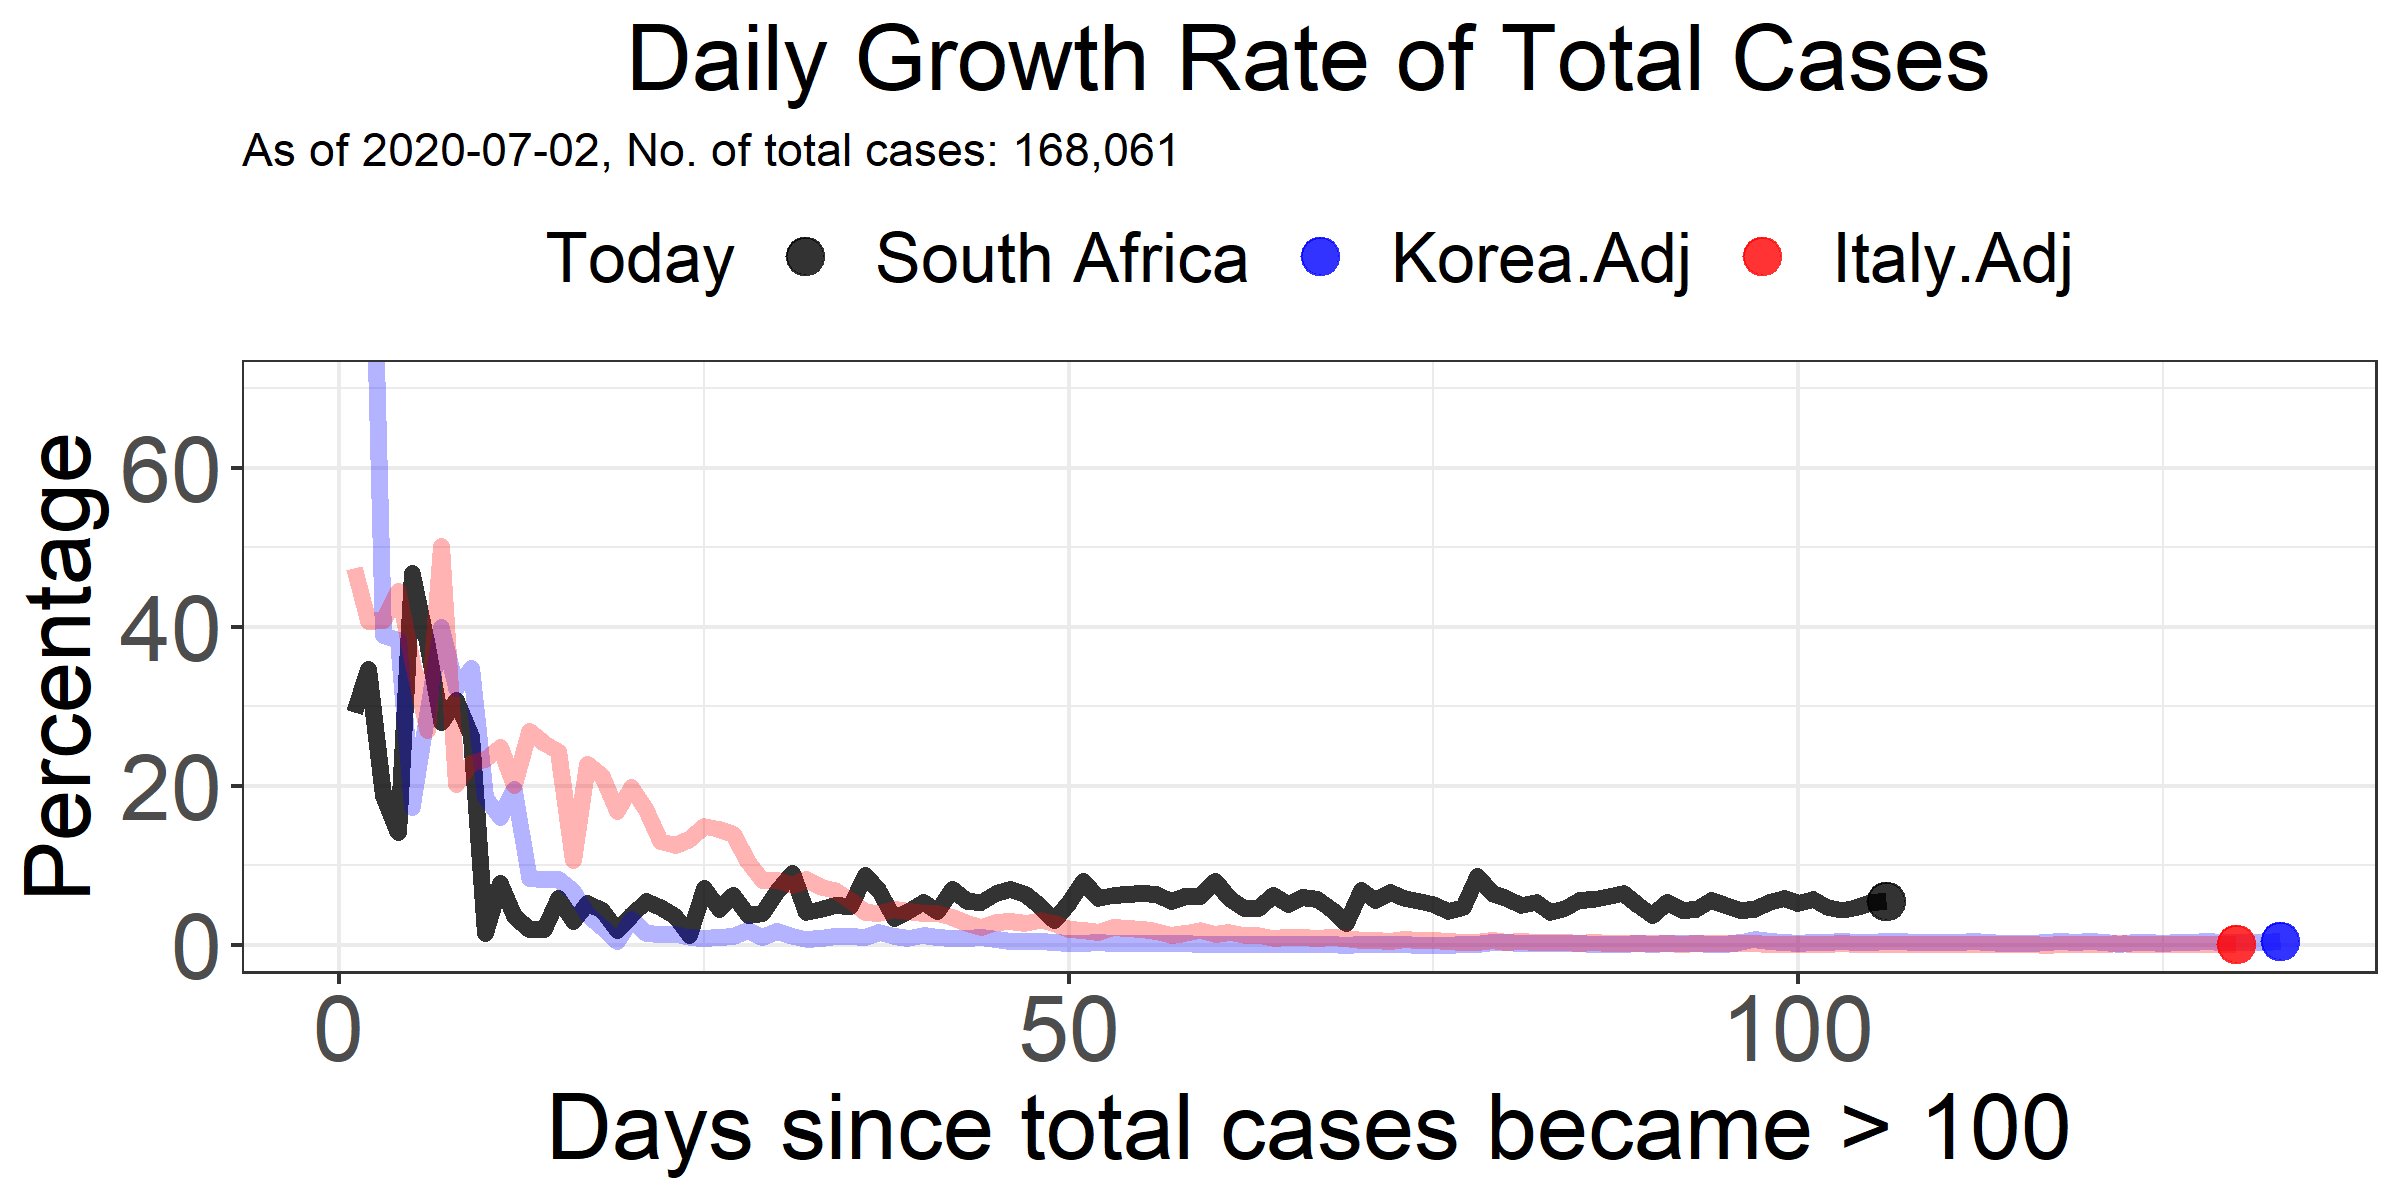 Daily Growth Rate of Total Cases
As of 2020-07-02, No. of total cases: 168,061
Today South Africa Korea.Adj Italy.Adj
Percentage
60
40
20
0
0 50 100
Days since total cases became > 100